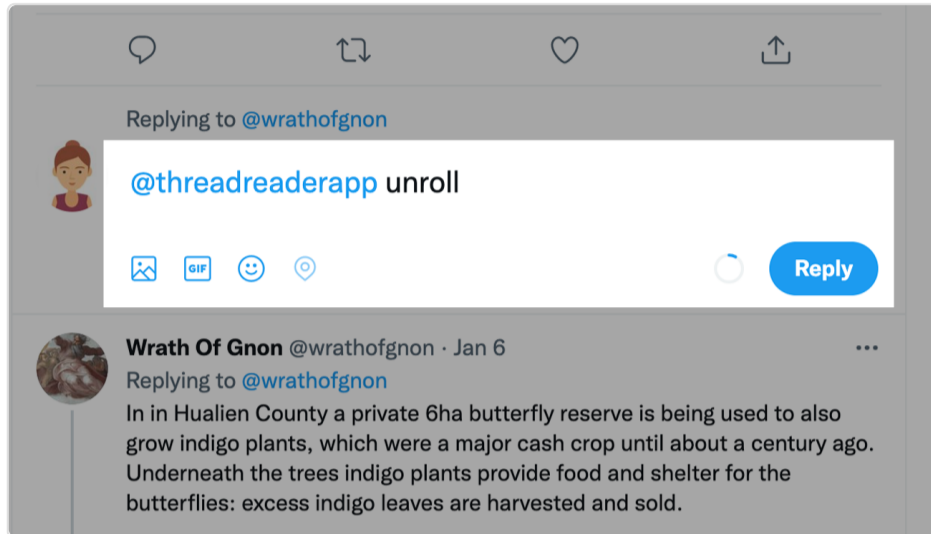 Replying to @wrathofgnon
@threadreaderapp unroll
GIF
Reply
Wrath Of Gnon @wrathofgnon · Jan 6
Replying to @wrathofgnon
In in Hualien County a private 6ha butterfly reserve is being used to also
grow indigo plants, which were a major cash crop until about a century ago.
Underneath the trees indigo plants provide food and shelter for the
butterflies: excess indigo leaves are harvested and sold.